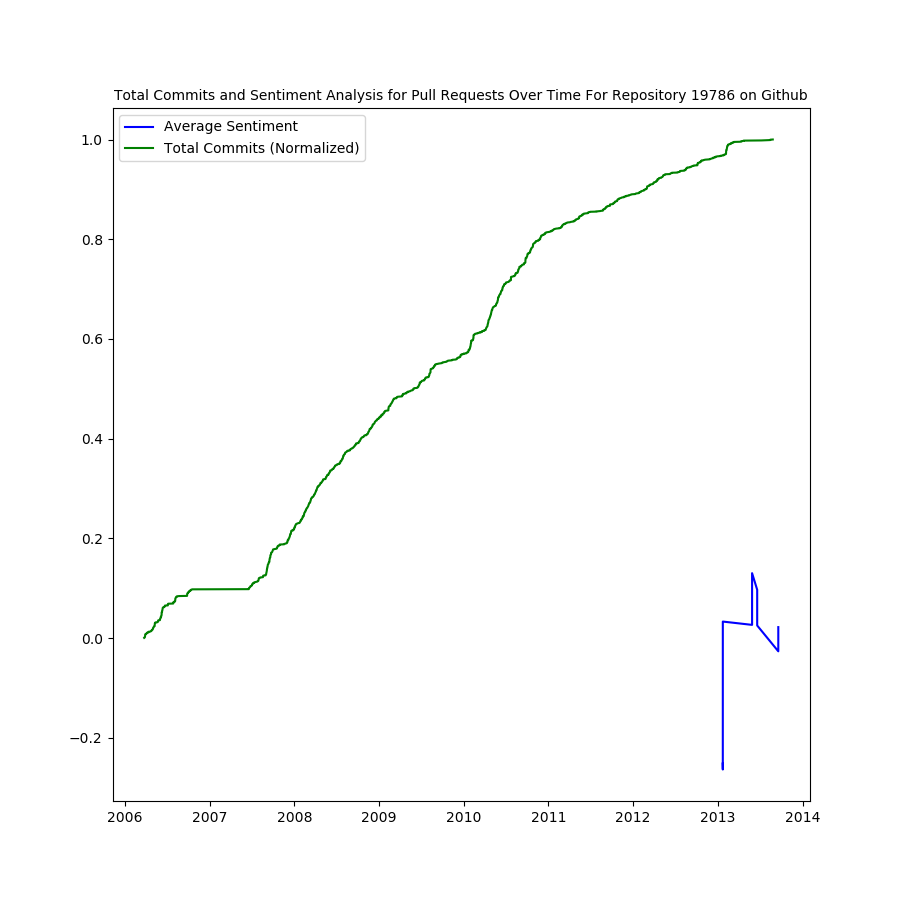 Total Commits and Sentiment Analysis for Pull Requests Over Time For Repository 19786 on Github
Average Sentiment
Total Commits (Normalized)
1.0
0.8
0.6
0.4
0.2
0.0
−0.2
2006 2007 2008 2009 2010 2011 2012 2013 2014